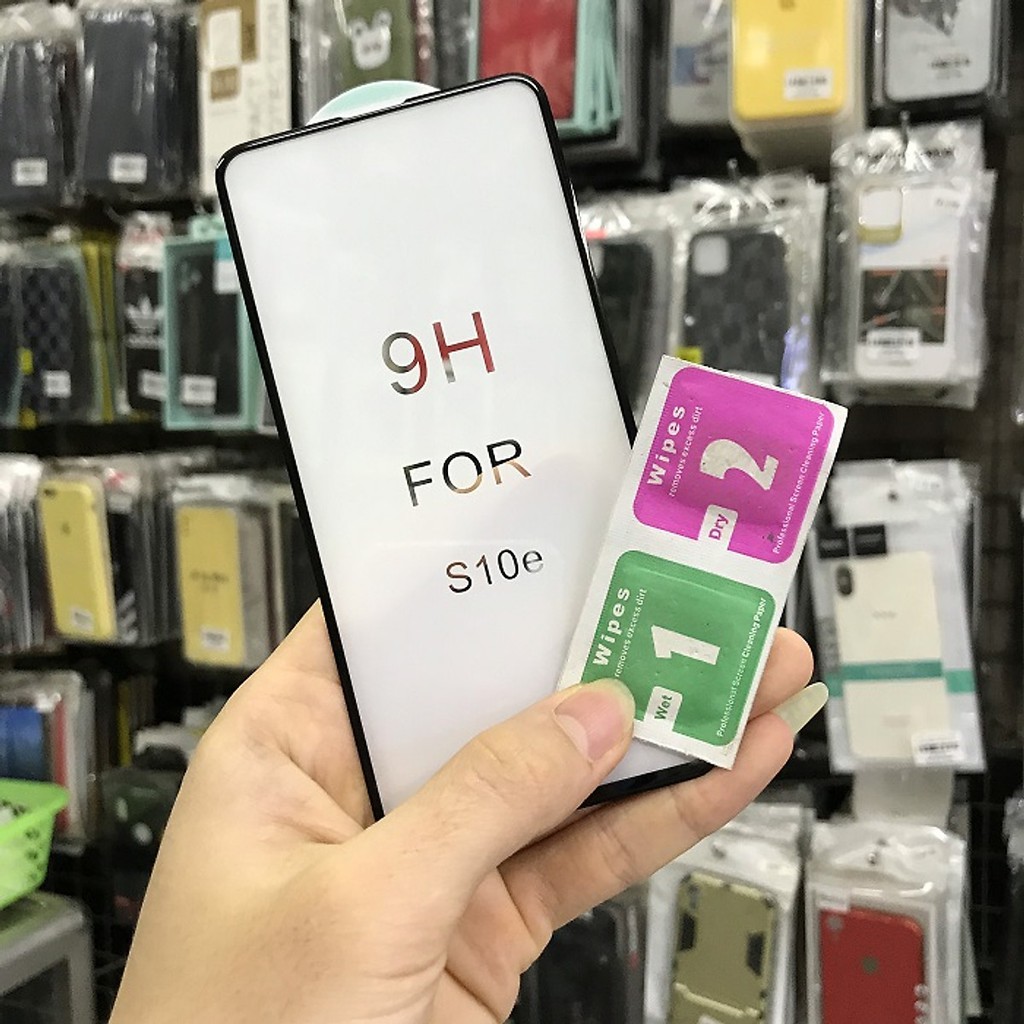 9H
FOR
S10e
Wipes
removes excess dirt
2
Dry
Professional Screen Cleaning Paper
Wipes
removes excess dirt
1
Wet
Professional Screen Cleaning Paper